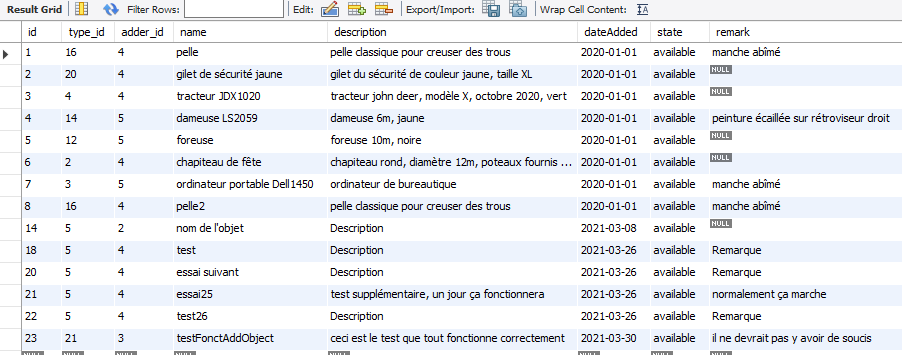 Result Grid Filter Rows: Edit: Export/Import: Wrap Cell Content:
id type_id adder_id name description dateAdded state remark
1 16 4 pelle pelle classique pour creuser des trous 2020-01-01 available manche abîmé
2 20 4 gilet de sécurité jaune gilet du sécurité de couleur jaune, taille XL 2020-01-01 available NULL
3 4 4 tracteur JDX1020 tracteur john deer, modèle X, octobre 2020, vert 2020-01-01 available NULL
4 14 5 dameuse LS2059 dameuse 6m, jaune 2020-01-01 available peinture écaillée sur rétroviseur droit
5 12 5 foreuse foreuse 10m, noire 2020-01-01 available NULL
6 2 4 chapiteau de fête chapiteau rond, diamètre 12m, poteaux fournis ... 2020-01-01 available NULL
7 3 5 ordinateur portable Dell1450 ordinateur de bureautique 2020-01-01 available manche abîmé
8 16 4 pelle2 pelle classique pour creuser des trous 2020-01-01 available manche abîmé
14 5 2 nom de l'objet Description 2021-03-08 available NULL
18 5 4 test Description 2021-03-26 available Remarque
20 5 4 essai suivant Description 2021-03-26 available Remarque
21 5 4 essai25 test supplémentaire, un jour ça fonctionnera 2021-03-26 available normalement ça marche
22 5 4 test26 Description 2021-03-26 available Remarque
23 21 3 testFonctAddObject ceci est le test que tout fonctionne correctement 2021-03-30 available il ne devrait pas y avoir de soucis
NULL NULL NULL NULL NULL NULL NULL NULL